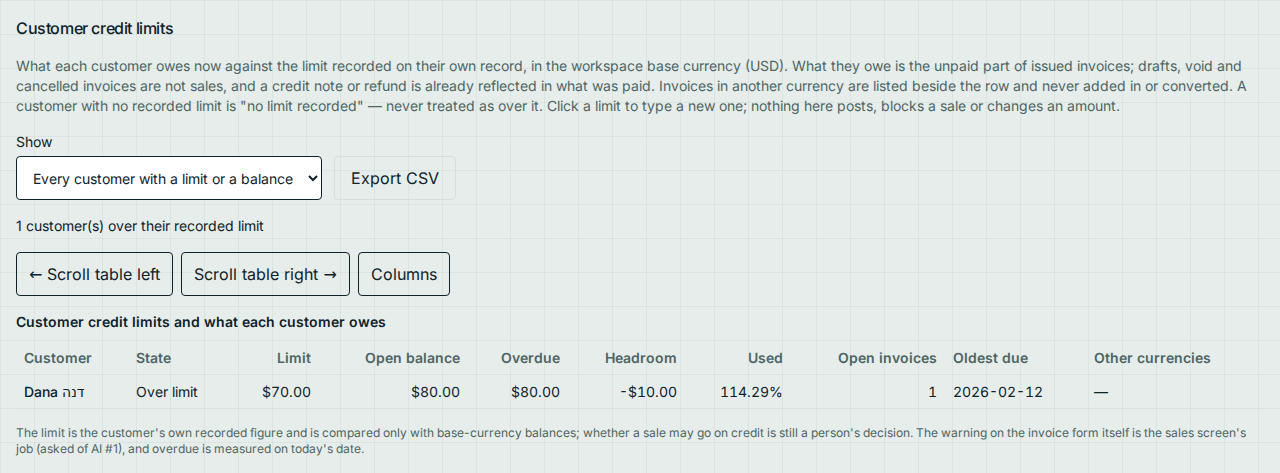 Customer credit limits
What each customer owes now against the limit recorded on their own record, in the workspace base currency (USD). What they owe is the unpaid part of issued invoices; drafts, void and
cancelled invoices are not sales, and a credit note or refund is already reflected in what was paid. Invoices in another currency are listed beside the row and never added in or converted. A
customer with no recorded limit is "no limit recorded" — never treated as over it. Click a limit to type a new one; nothing here posts, blocks a sale or changes an amount.
Show
Every customer with a limit or a balance Export CSV
1 customer(s) over their recorded limit
← Scroll table left Scroll table right → Columns
Customer credit limits and what each customer owes
Customer State Limit Open balance Overdue Headroom Used Open invoices Oldest due Other currencies
Dana דנה Over limit $70.00 $80.00 $80.00 -$10.00 114.29% 1 2026-02-12 —
The limit is the customer's own recorded figure and is compared only with base-currency balances; whether a sale may go on credit is still a person's decision. The warning on the invoice form itself is the sales screen's
job (asked of AI #1), and overdue is measured on today's date.